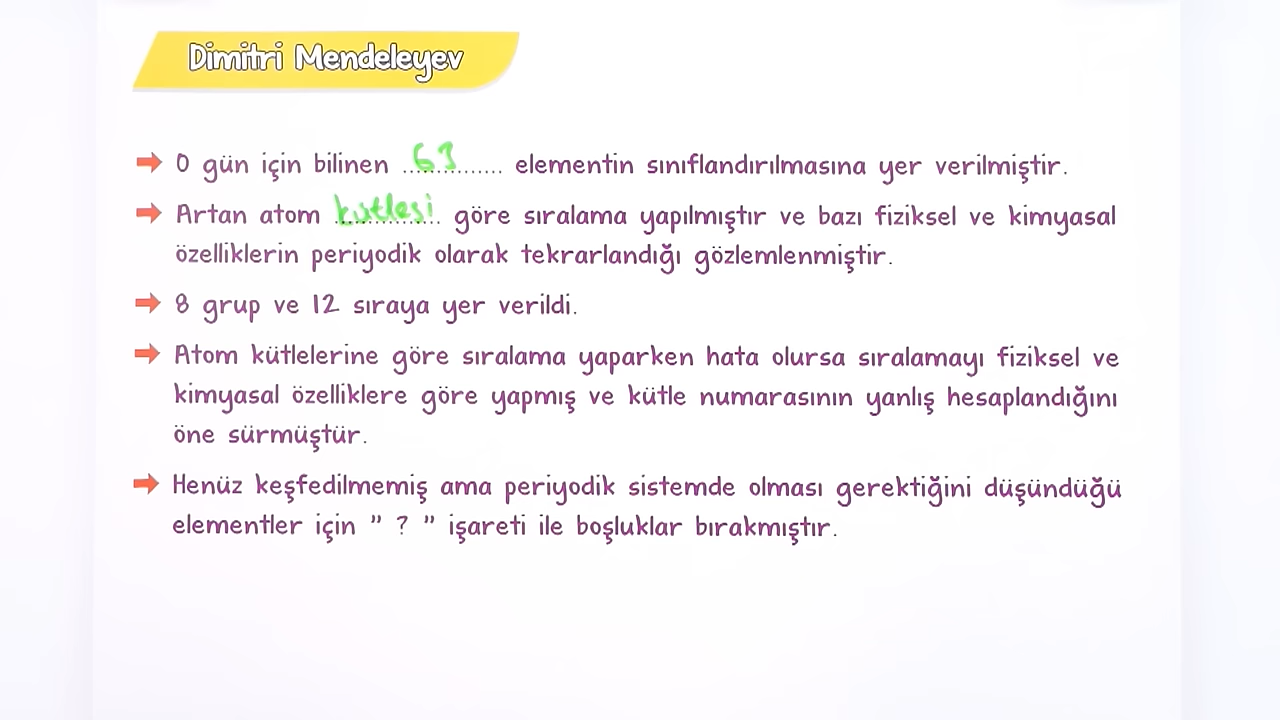 Dimitri Mendeleyev
➡ O gün için bilinen ...63... elementin sınıflandırılmasına yer verilmiştir.
➡ Artan atom ...kütlesi... göre sıralama yapılmıştır ve bazı fiziksel ve kimyasal
özelliklerin periyodik olarak tekrarlandığı gözlemlenmiştir.
➡ 8 grup ve 12 sıraya yer verildi.
➡ Atom kütlelerine göre sıralama yaparken hata olursa sıralamayı fiziksel ve
kimyasal özelliklere göre yapmış ve kütle numarasının yanlış hesaplandığını
öne sürmüştür.
➡ Henüz keşfedilmemiş ama periyodik sistemde olması gerektiğini düşündüğü
elementler için " ? " işareti ile boşluklar bırakmıştır.